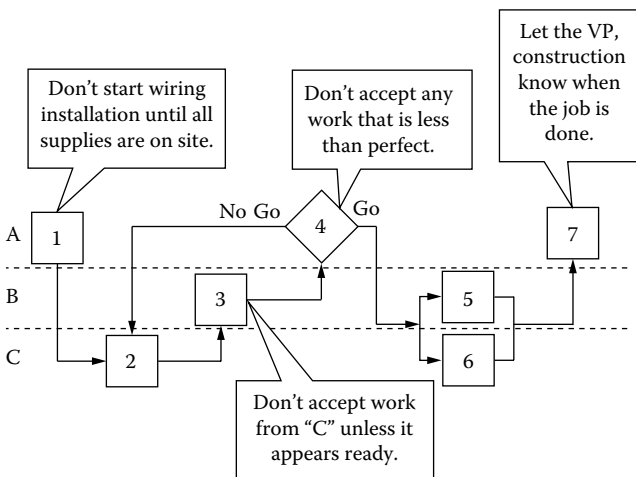 Let the VP,
construction
know when
the job is
done.
Don't start wiring
installation until all
supplies are on site.
Don't accept any
work that is less
than perfect.
A
1
No Go
4
Go
7
B
3
5
C
2
6
Don't accept work
from “C” unless it
appears ready.